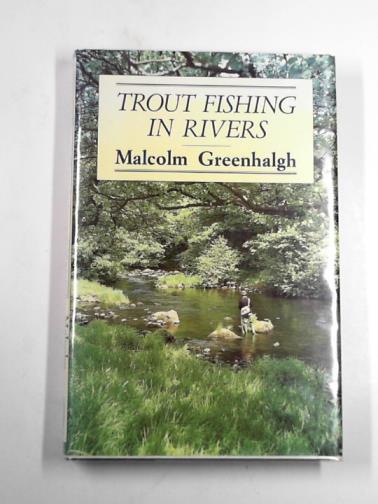 TROUT FISHING
IN RIVERS
Malcolm Greenhalgh